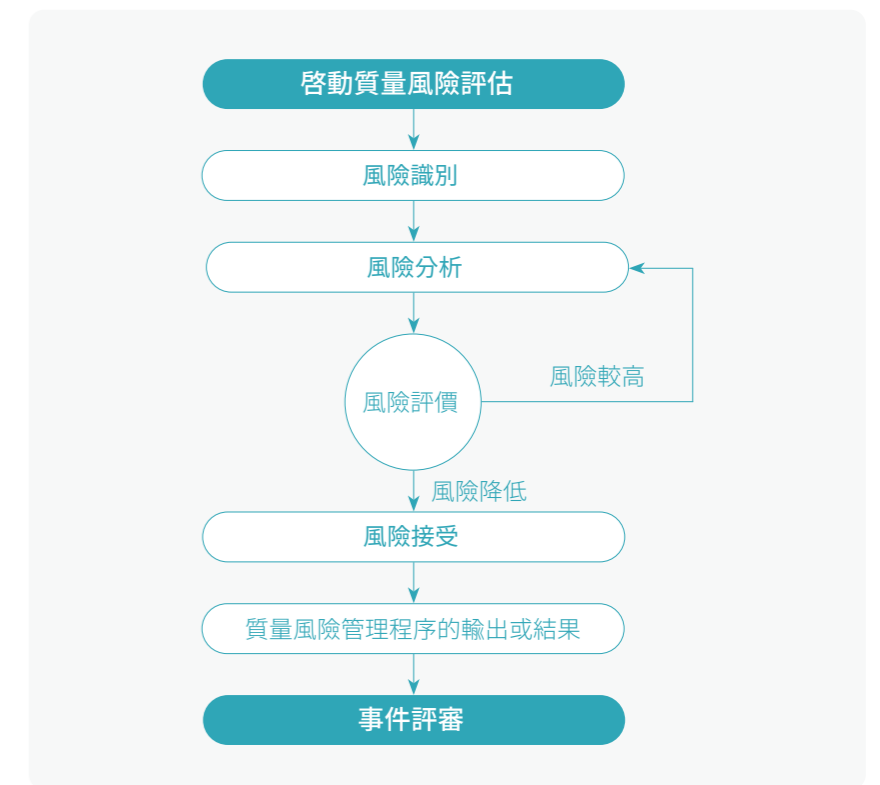 啓動質量風險評估
風險識別
風險分析
風險評價
風險較高
風險降低
風險接受
質量風險管理程序的輸出或結果
事件評審